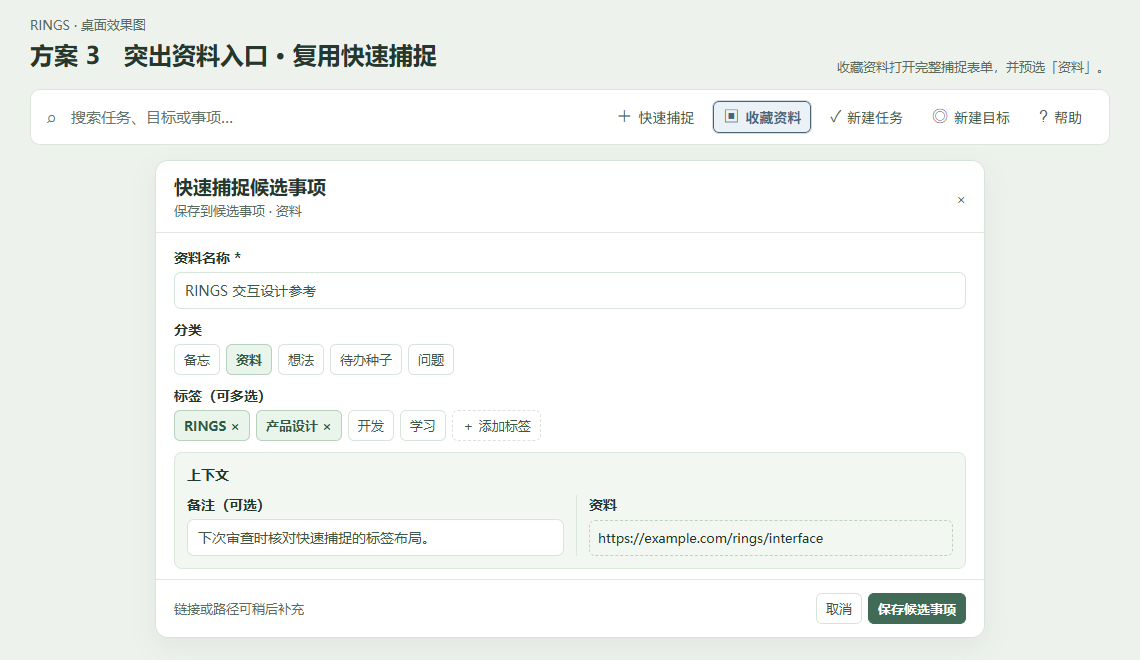 RINGS · 桌面效果图
方案 3 突出资料入口 · 复用快速捕捉
收藏资料打开完整捕捉表单，并预选「资料」。
⌕ 搜索任务、目标或事项… + 快速捕捉 ▣ 收藏资料 ✓ 新建任务 ◎ 新建目标 ? 帮助
快速捕捉候选事项
保存到候选事项 · 资料
×
资料名称 *
RINGS 交互设计参考
分类
备忘 资料 想法 待办种子 问题
标签（可多选）
RINGS × 产品设计 × 开发 学习 + 添加标签
上下文
备注（可选） 资料
下次审查时核对快速捕捉的标签布局。 https://example.com/rings/interface
链接或路径可稍后补充 取消 保存候选事项